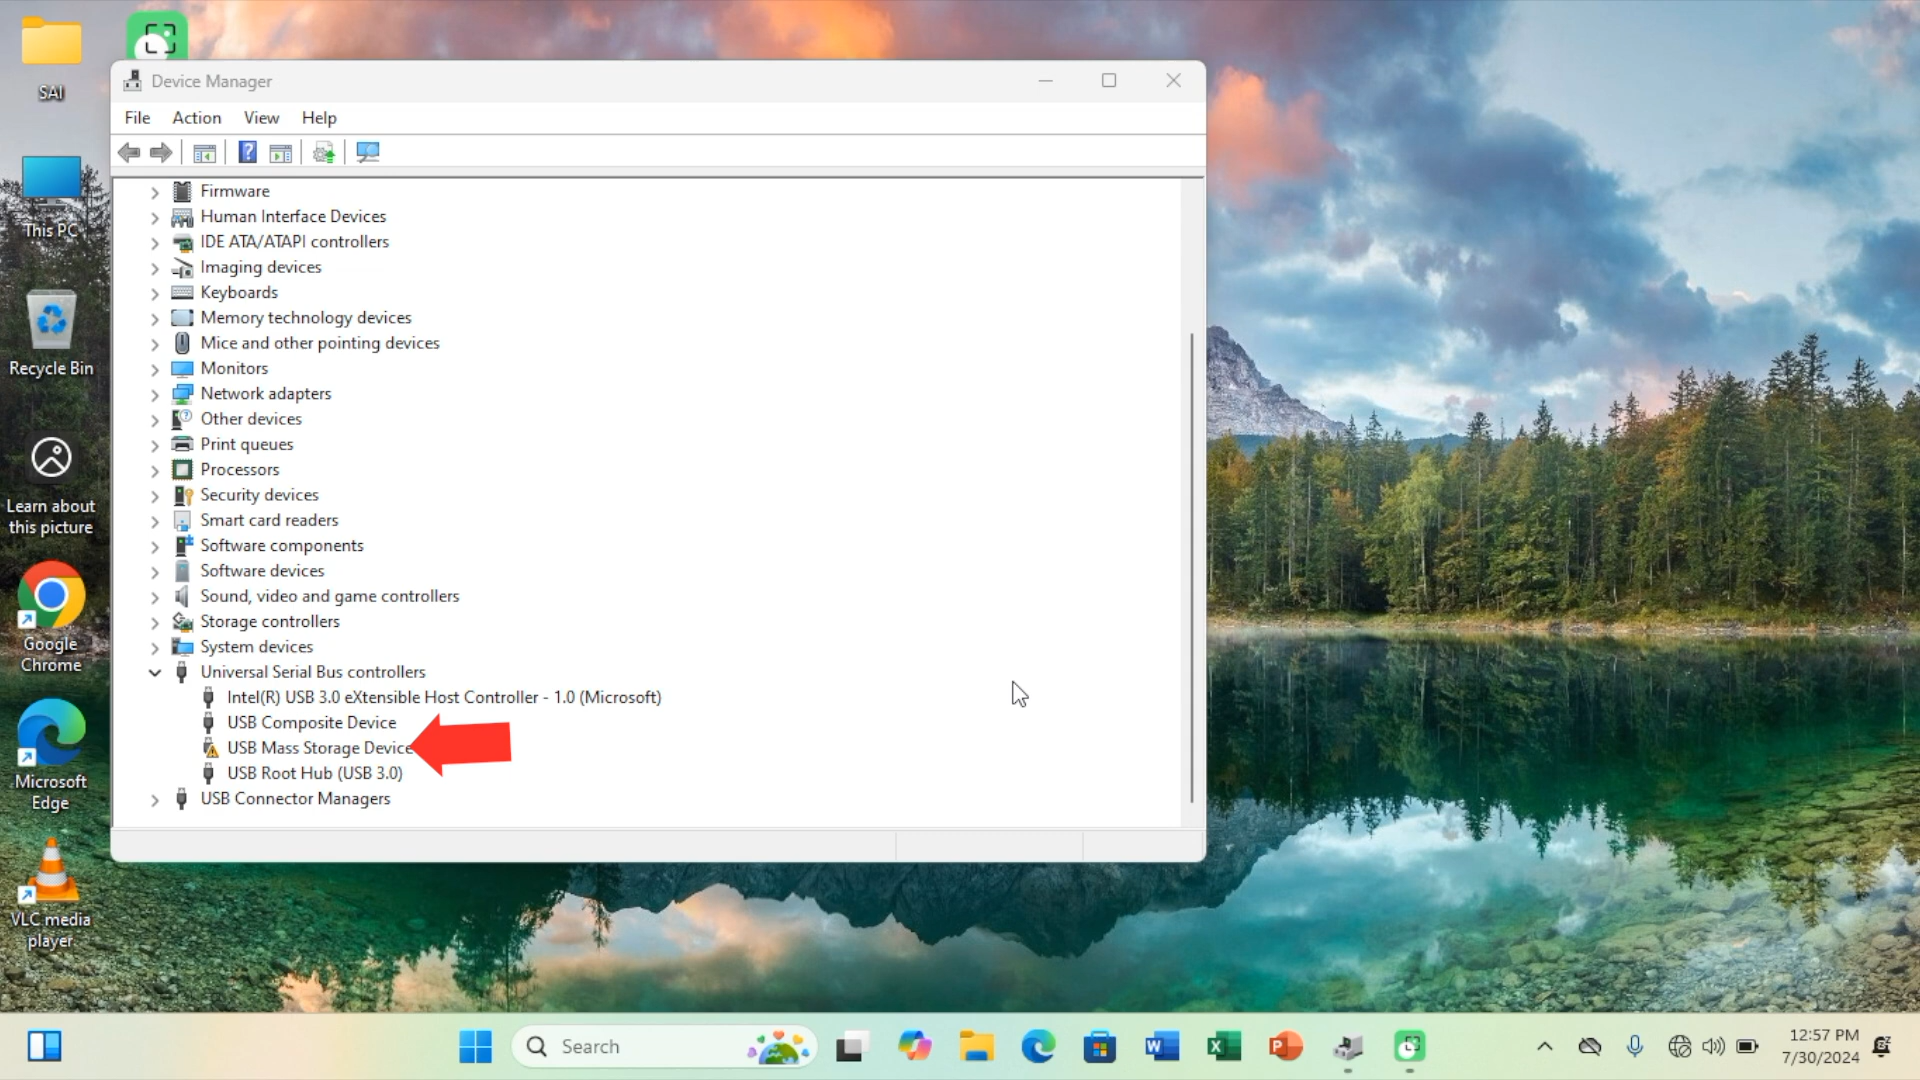 SAI
This PC
Recycle Bin
Learn about
this picture
Google
Chrome
Microsoft
Edge
VLC media
player
Device Manager
File Action View Help
Firmware
Human Interface Devices
IDE ATA/ATAPI controllers
Imaging devices
Keyboards
Memory technology devices
Mice and other pointing devices
Monitors
Network adapters
Other devices
Print queues
Processors
Security devices
Smart card readers
Software components
Software devices
Sound, video and game controllers
Storage controllers
System devices
Universal Serial Bus controllers
Intel(R) USB 3.0 eXtensible Host Controller - 1.0 (Microsoft)
USB Composite Device
USB Mass Storage Device
USB Root Hub (USB 3.0)
USB Connector Managers
Search
12:57 PM
7/30/2024